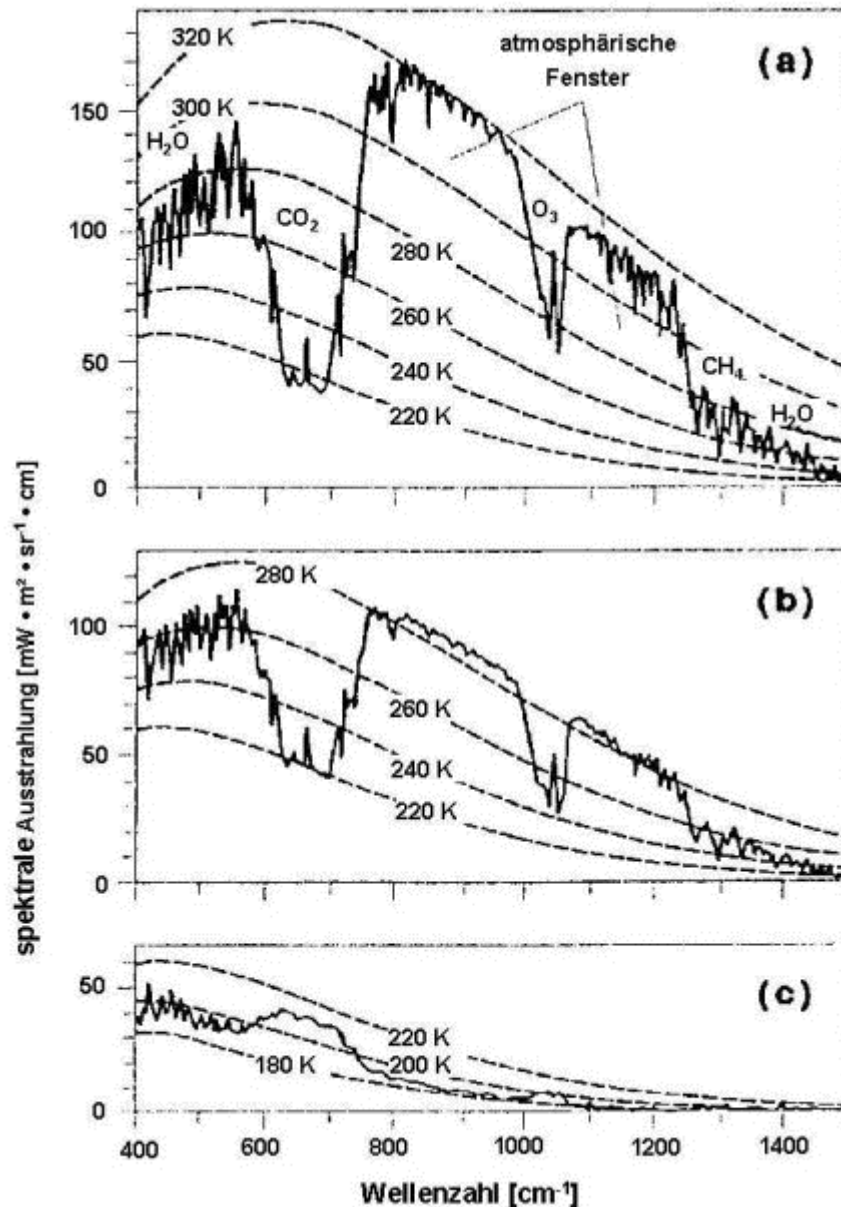 320 K
atmosphärische
Fenster
(a)
150
300 K
H₂O
CO₂
O₃
100
280 K
260 K
50
240 K
CH₄
220 K
H₂O
0
spektrale Ausstrahlung [mW • m² • sr⁻¹ • cm]
280 K
(b)
100
260 K
50
240 K
220 K
0
(c)
50
220 K
200 K
180 K
0
400
600
800
1000
1200
1400
Wellenzahl [cm⁻¹]